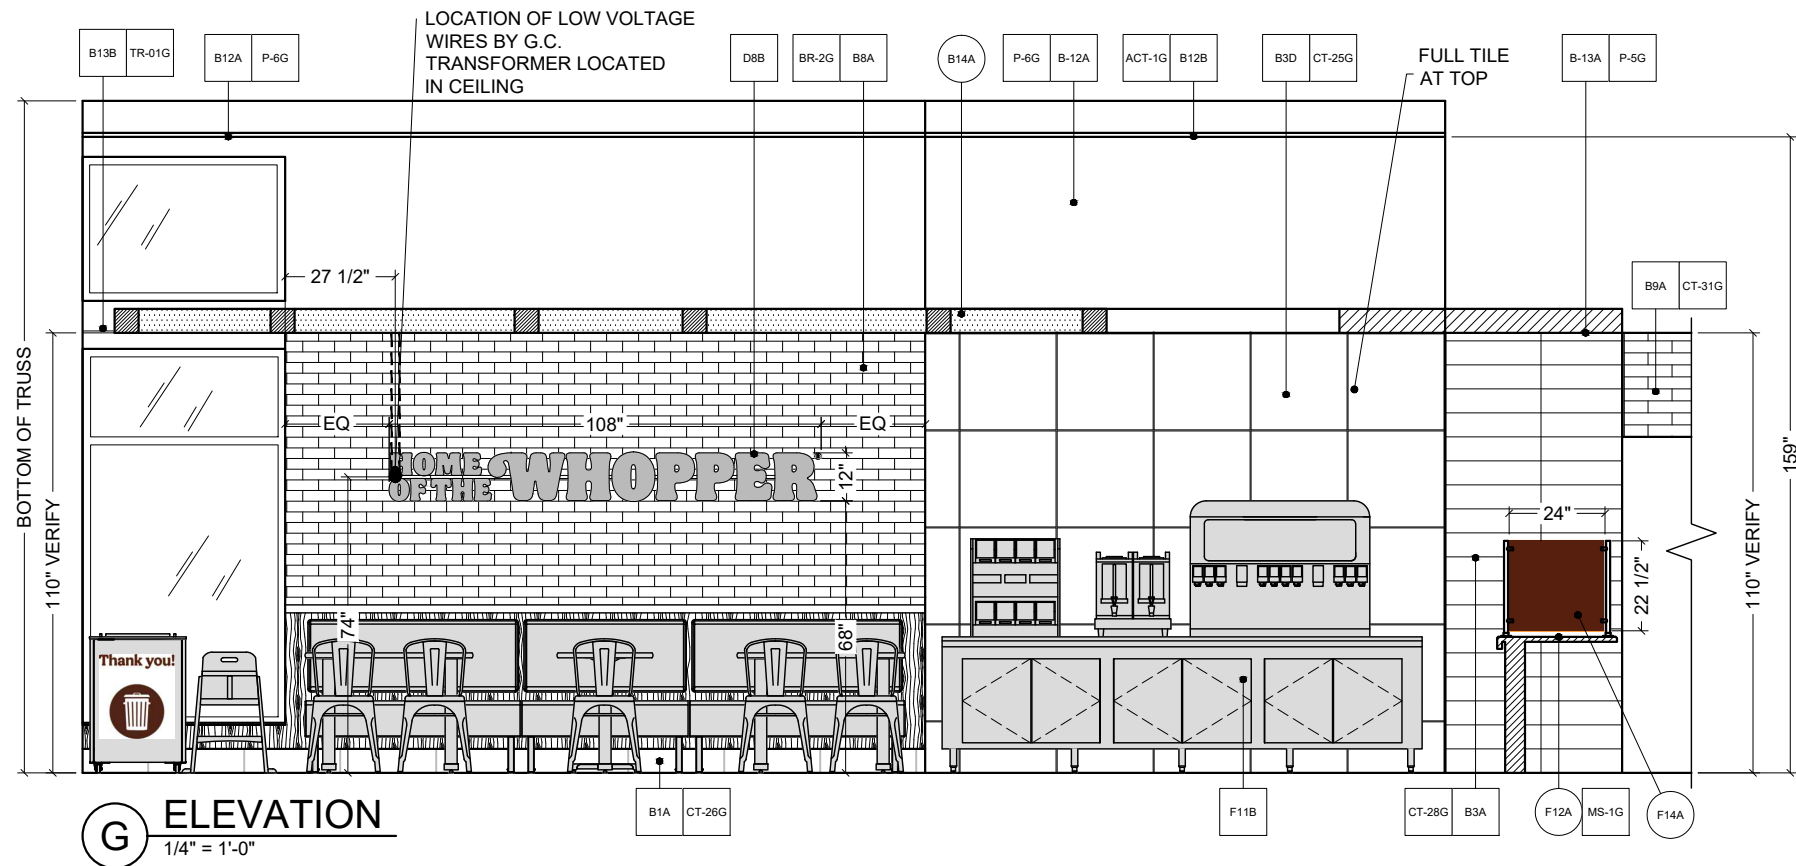 LOCATION OF LOW VOLTAGE
WIRES BY G.C.
TRANSFORMER LOCATED
IN CEILING
B13B TR-01G
B12A P-6G
D8B
BR-2G B8A
B14A
P-6G B-12A
ACT-1G B12B
B3D CT-25G
FULL TILE
AT TOP
B-13A P-5G
B9A CT-31G
27 1/2"
BOTTOM OF TRUSS
110" VERIFY
EQ
108"
EQ
HOME
OF THE
WHOPPER
®
12"
74"
68"
24"
22 1/2"
110" VERIFY
159"
Thank you!
B1A CT-26G
F11B
CT-28G B3A
F12A MS-1G
F14A
G
ELEVATION
1/4" = 1'-0"